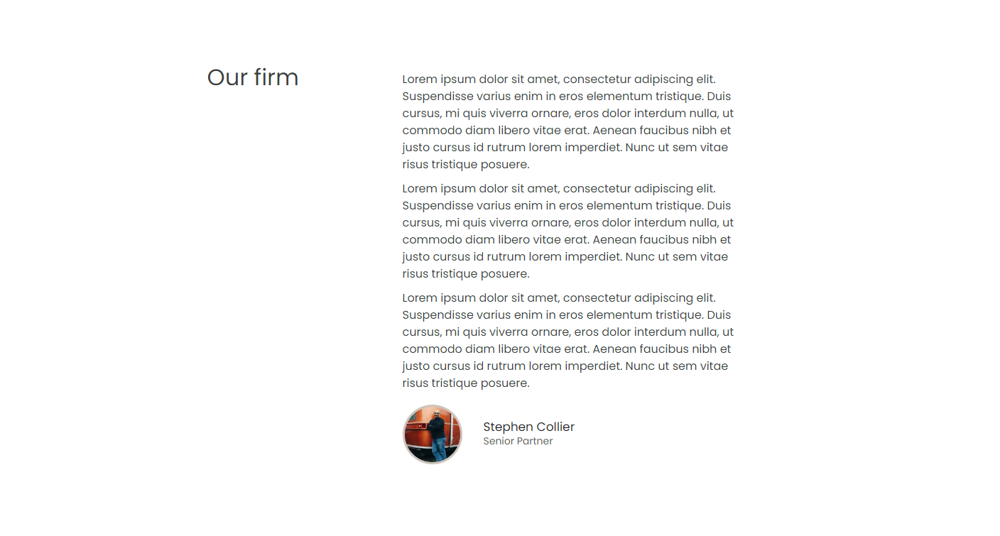 Our firm
Lorem ipsum dolor sit amet, consectetur adipiscing elit.
Suspendisse varius enim in eros elementum tristique. Duis
cursus, mi quis viverra ornare, eros dolor interdum nulla, ut
commodo diam libero vitae erat. Aenean faucibus nibh et
justo cursus id rutrum lorem imperdiet. Nunc ut sem vitae
risus tristique posuere.
Lorem ipsum dolor sit amet, consectetur adipiscing elit.
Suspendisse varius enim in eros elementum tristique. Duis
cursus, mi quis viverra ornare, eros dolor interdum nulla, ut
commodo diam libero vitae erat. Aenean faucibus nibh et
justo cursus id rutrum lorem imperdiet. Nunc ut sem vitae
risus tristique posuere.
Lorem ipsum dolor sit amet, consectetur adipiscing elit.
Suspendisse varius enim in eros elementum tristique. Duis
cursus, mi quis viverra ornare, eros dolor interdum nulla, ut
commodo diam libero vitae erat. Aenean faucibus nibh et
justo cursus id rutrum lorem imperdiet. Nunc ut sem vitae
risus tristique posuere.
Stephen Collier
Senior Partner